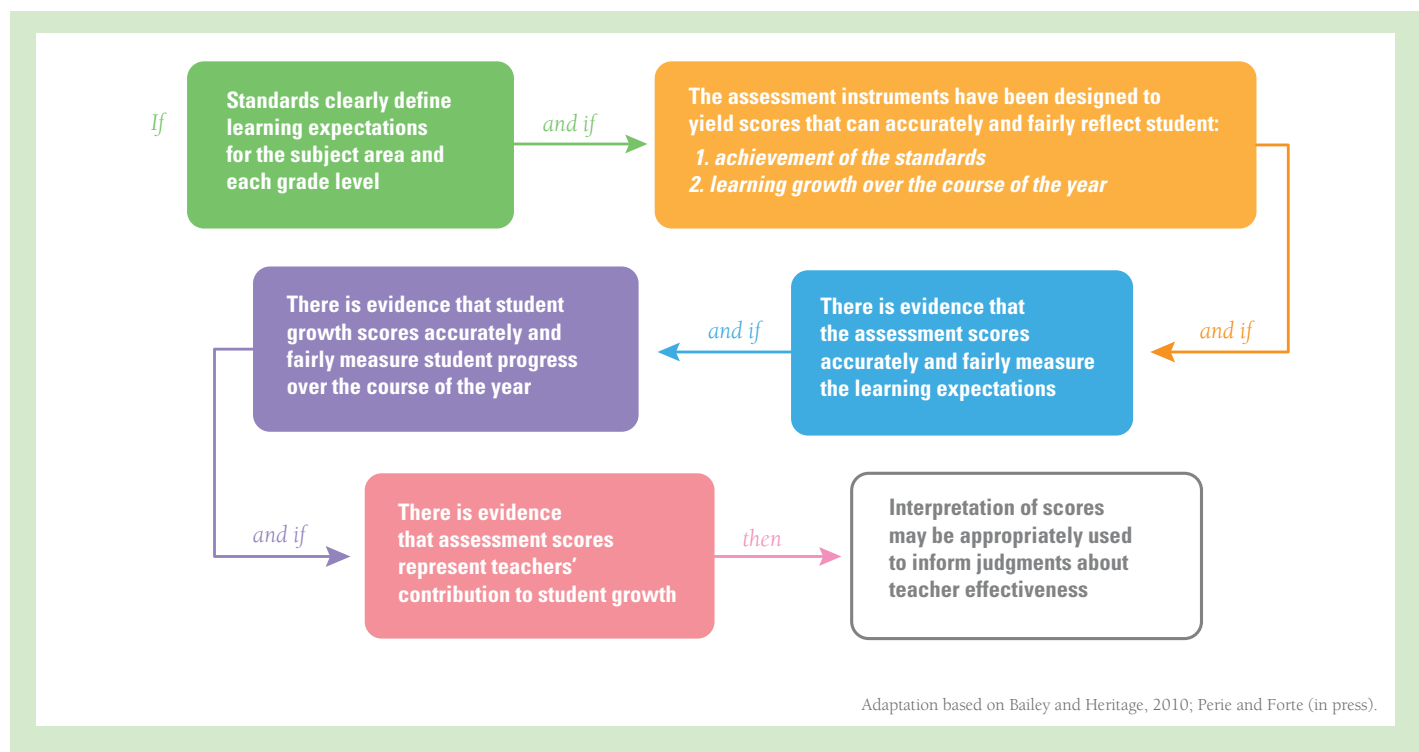 If
Standards clearly define
learning expectations
for the subject area and
each grade level
and if
The assessment instruments have been designed to
yield scores that can accurately and fairly reflect student:
1. achievement of the standards
2. learning growth over the course of the year
and if
There is evidence that
the assessment scores
accurately and fairly measure
the learning expectations
and if
There is evidence that student
growth scores accurately and
fairly measure student progress
over the course of the year
and if
There is evidence
that assessment scores
represent teachers’
contribution to student growth
then
Interpretation of scores
may be appropriately used
to inform judgments about
teacher effectiveness
Adaptation based on Bailey and Heritage, 2010; Perie and Forte (in press).